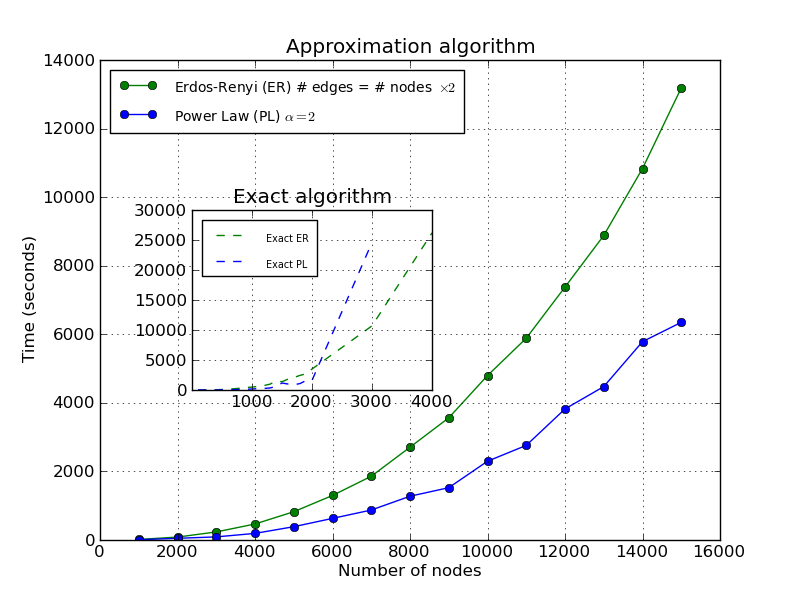 Approximation algorithm
14000
12000
10000
8000
6000
4000
2000
0
Time (seconds)
Erdos-Renyi (ER) # edges = # nodes ×2
Power Law (PL) α=2
Exact algorithm
30000
25000
20000
15000
10000
5000
0
Exact ER
Exact PL
1000 2000 3000 4000
0 2000 4000 6000 8000 10000 12000 14000 16000
Number of nodes